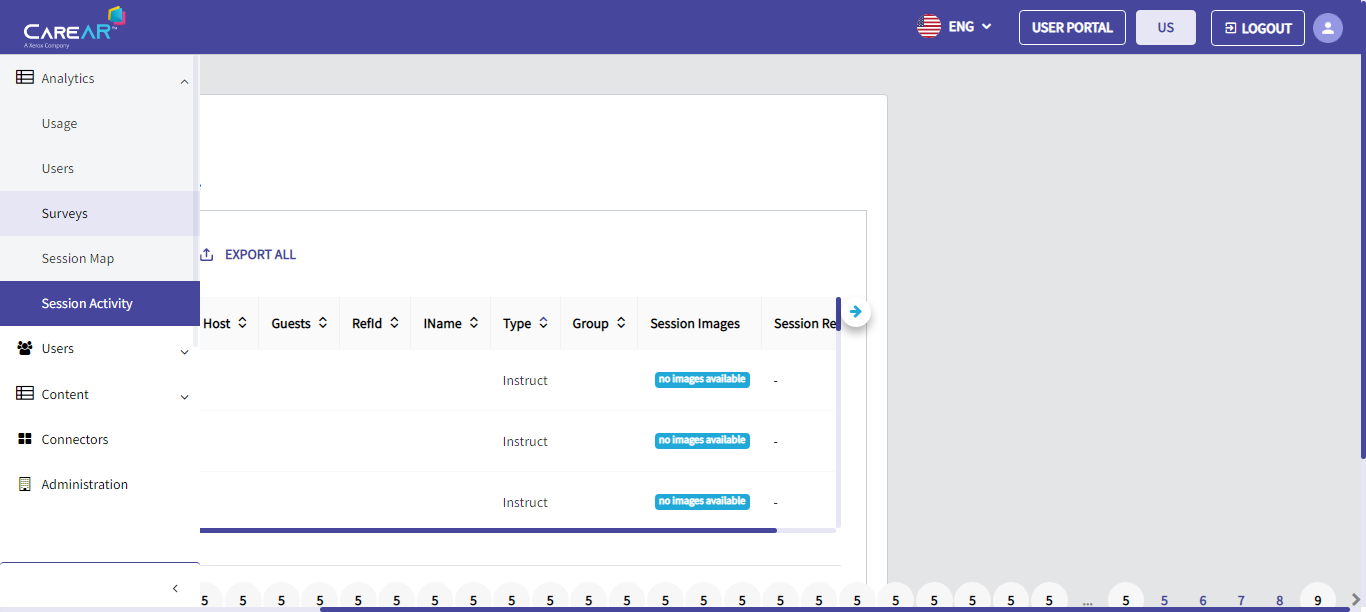 CAREAR™
A Xerox Company
ENG
USER PORTAL
US
LOGOUT
Analytics
Usage
Users
Surveys
Session Map
Session Activity
Users
Content
Connectors
Administration
EXPORT ALL
Host Guests RefId IName Type Group Session Images Session Re
Instruct no images available -
Instruct no images available -
Instruct no images available -
5 5 5 5 5 5 5 5 5 5 5 5 5 5 5 5 5 5 5 5 5 5 5 ... 5 5 6 7 8 9